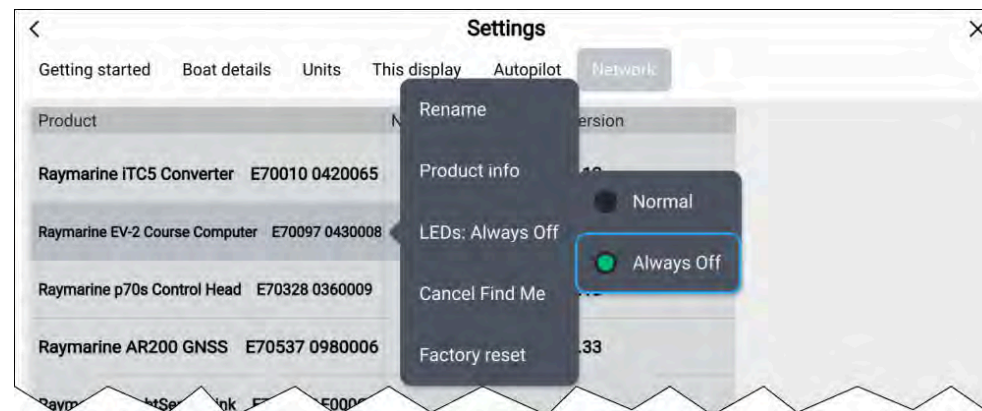 Settings
Getting started Boat details Units This display Autopilot Network
Product
Rename
Raymarine iTC5 Converter E70010 0420065
Product info
Normal
Raymarine EV-2 Course Computer E70097 0430008
LEDs: Always Off
Always Off
Raymarine p70s Control Head E70328 0360009
Cancel Find Me
Raymarine AR200 GNSS E70537 0980006
Factory reset
.33